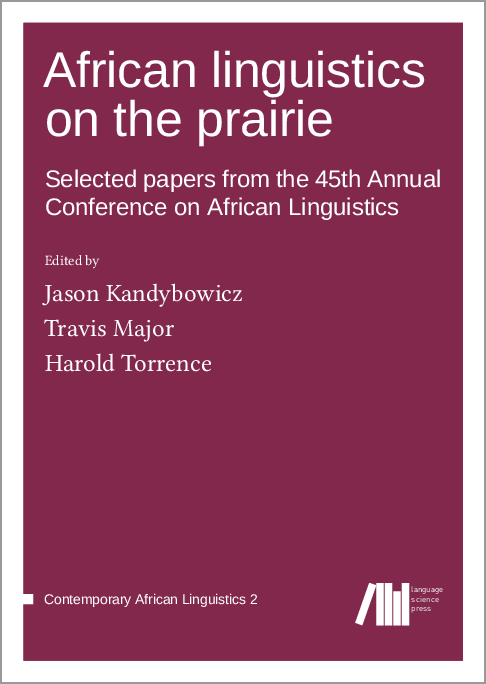 African linguistics
on the prairie
Selected papers from the 45th Annual
Conference on African Linguistics
Edited by
Jason Kandybowicz
Travis Major
Harold Torrence
Contemporary African Linguistics 2
language
science
press